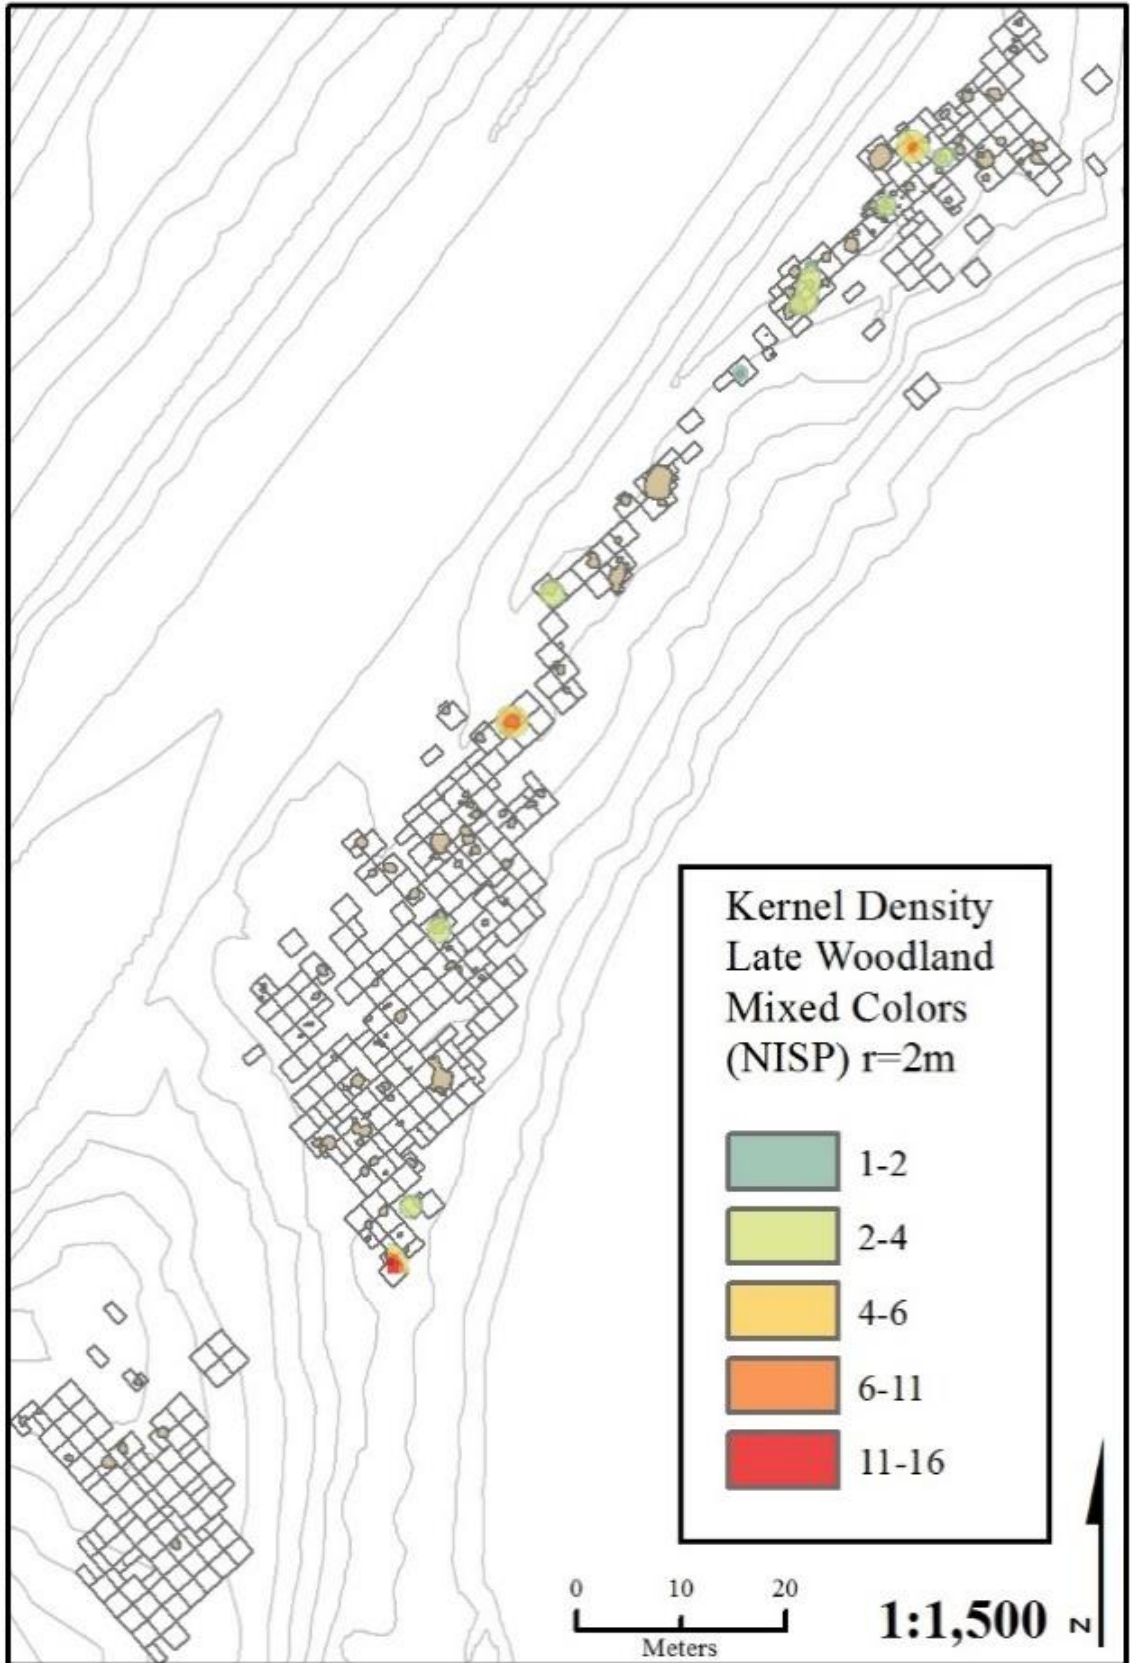 Kernel Density
Late Woodland
Mixed Colors
(NISP) r=2m
1-2
2-4
4-6
6-11
11-16
0 10 20
Meters
1:1,500
N